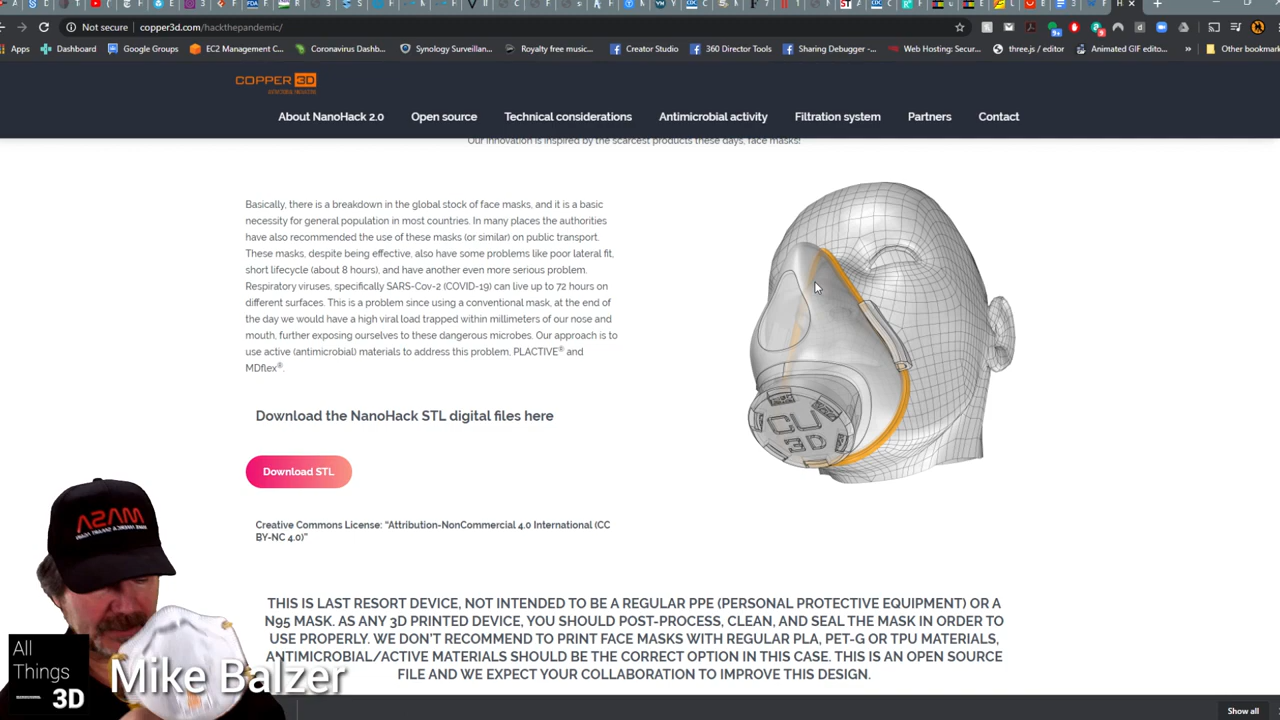 Not secure | copper3d.com/hackthepandemic/
Apps
Dashboard
Google Groups
EC2 Management C...
Coronavirus Dashb...
Synology Surveillan...
Royalty free music...
Creator Studio
360 Director Tools
Sharing Debugger -...
Web Hosting: Secur...
three.js / editor
Animated GIF edito...
»
Other bookmar
COPPER 3D
About NanoHack 2.0
Open source
Technical considerations
Antimicrobial activity
Filtration system
Partners
Contact
Our innovation is inspired by the scarcest products these days, face masks!
Basically, there is a breakdown in the global stock of face masks, and it is a basic
necessity for general population in most countries. In many places the authorities
have also recommended the use of these masks (or similar) on public transport.
These masks, despite being effective, also have some problems like poor lateral fit,
short lifecycle (about 8 hours), and have another even more serious problem.
Respiratory viruses, specifically SARS-Cov-2 (COVID-19) can live up to 72 hours on
different surfaces. This is a problem since using a conventional mask, at the end of
the day we would have a high viral load trapped within millimeters of our nose and
mouth, further exposing ourselves to these dangerous microbes. Our approach is to
use active (antimicrobial) materials to address this problem, PLACTIVE® and
MDflex®.
Download the NanoHack STL digital files here
Download STL
Creative Commons License: “Attribution-NonCommercial 4.0 International (CC
BY-NC 4.0)”
THIS IS LAST RESORT DEVICE, NOT INTENDED TO BE A REGULAR PPE (PERSONAL PROTECTIVE EQUIPMENT) OR A
N95 MASK. AS ANY 3D PRINTED DEVICE, YOU SHOULD POST-PROCESS, CLEAN, AND SEAL THE MASK IN ORDER TO
USE PROPERLY. WE DON'T RECOMMEND TO PRINT FACE MASKS WITH REGULAR PLA, PET-G OR TPU MATERIALS,
ANTIMICROBIAL/ACTIVE MATERIALS SHOULD BE THE CORRECT OPTION IN THIS CASE. THIS IS AN OPEN SOURCE
FILE AND WE EXPECT YOUR COLLABORATION TO IMPROVE THIS DESIGN.
CU
3D
MASA
MAKE AMERICA SMART AGAIN
All
Things
3D
Mike Balzer
Show all